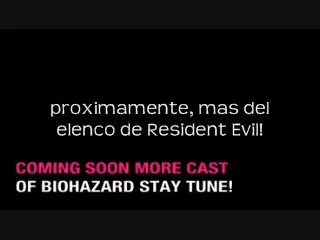 proximamente, mas del
elenco de Resident Evil!
COMING SOON MORE CAST
OF BIOHAZARD STAY TUNE!